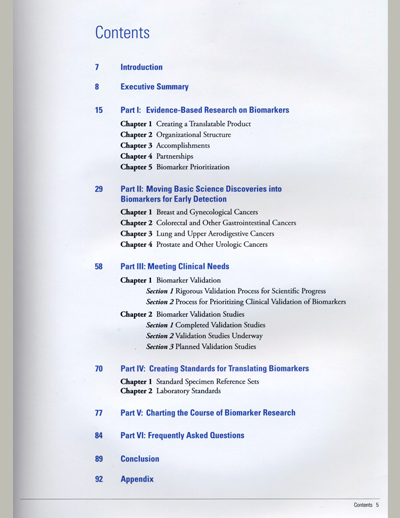 Contents
7 Introduction
8 Executive Summary
15 Part I: Evidence-Based Research on Biomarkers
Chapter 1 Creating a Translatable Product
Chapter 2 Organizational Structure
Chapter 3 Accomplishments
Chapter 4 Partnerships
Chapter 5 Biomarker Prioritization
29 Part II: Moving Basic Science Discoveries into
Biomarkers for Early Detection
Chapter 1 Breast and Gynecological Cancers
Chapter 2 Colorectal and Other Gastrointestinal Cancers
Chapter 3 Lung and Upper Aerodigestive Cancers
Chapter 4 Prostate and Other Urologic Cancers
58 Part III: Meeting Clinical Needs
Chapter 1 Biomarker Validation
Section 1 Rigorous Validation Process for Scientific Progress
Section 2 Process for Prioritizing Clinical Validation of Biomarkers
Chapter 2 Biomarker Validation Studies
Section 1 Completed Validation Studies
Section 2 Validation Studies Underway
Section 3 Planned Validation Studies
70 Part IV: Creating Standards for Translating Biomarkers
Chapter 1 Standard Specimen Reference Sets
Chapter 2 Laboratory Standards
77 Part V: Charting the Course of Biomarker Research
84 Part VI: Frequently Asked Questions
89 Conclusion
92 Appendix
Contents 5